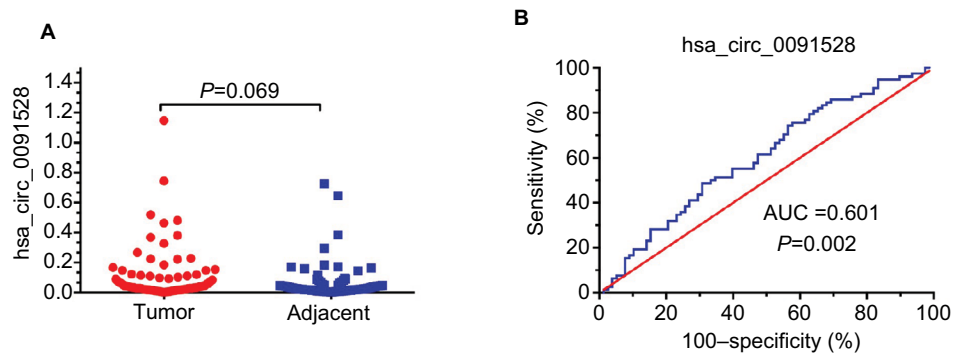 A
hsa_circ_0091528
1.4
1.2
1.0
0.8
0.6
0.4
0.2
0.0
P=0.069
Tumor
Adjacent
B
hsa_circ_0091528
Sensitivity (%)
100
80
60
40
20
0
AUC =0.601
P=0.002
0
20
40
60
80
100
100–specificity (%)